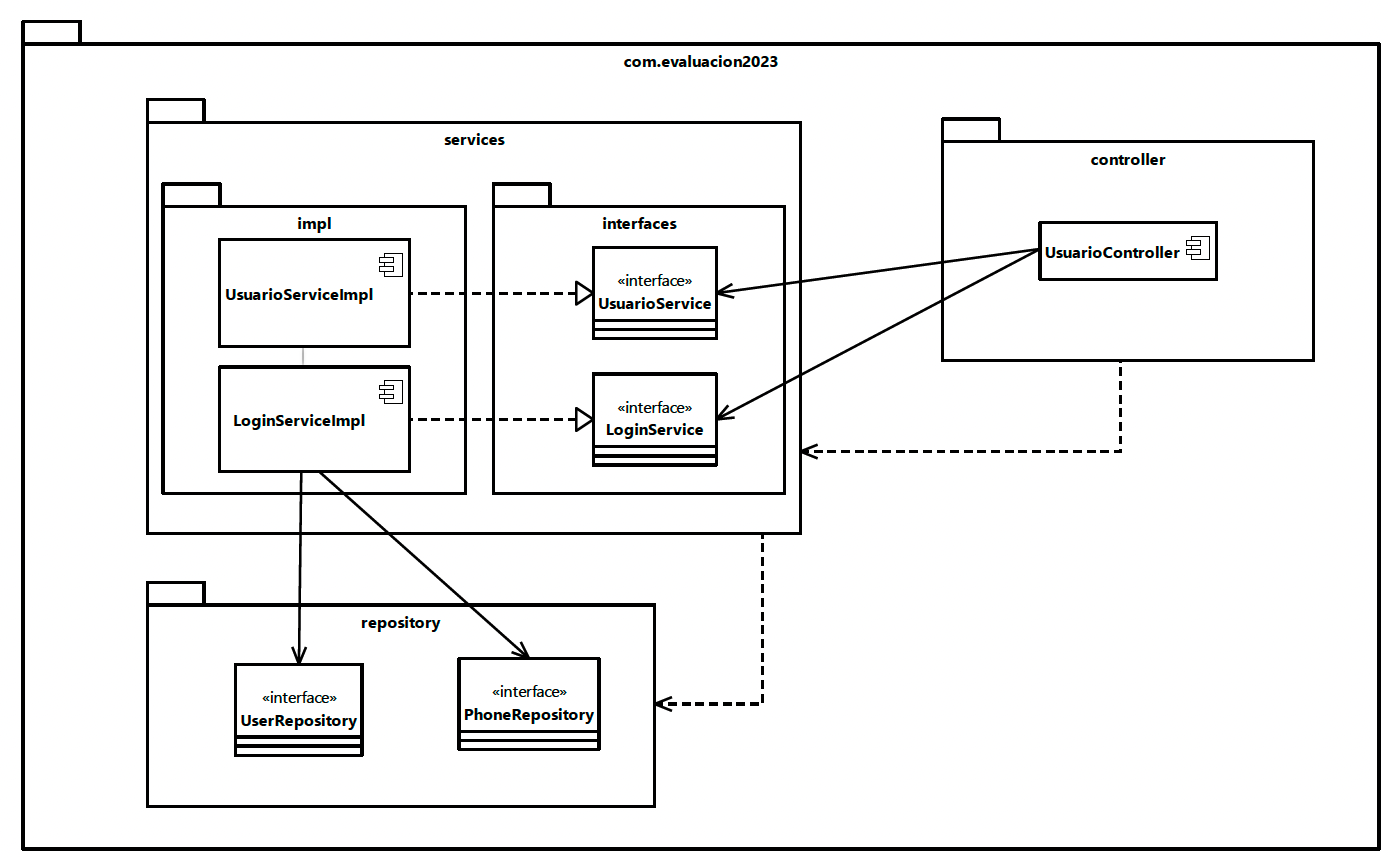 com.evaluacion2023
services
controller
impl
interfaces
UsuarioServiceImpl
«interface»
UsuarioService
UsuarioController
LoginServiceImpl
«interface»
LoginService
repository
«interface»
UserRepository
«interface»
PhoneRepository